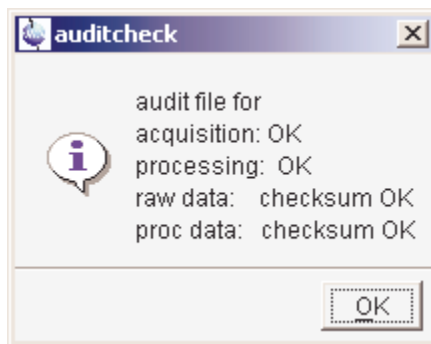 auditcheck
audit file for
acquisition: OK
processing: OK
raw data: checksum OK
proc data: checksum OK
OK